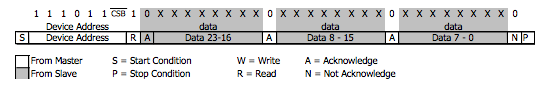 1 1 1 0 1 1 CSB 1 0 X X X X X X X X 0 X X X X X X X X 0 X X X X X X X X 0
Device Address data data data
S Device Address R A Data 23-16 A Data 8 - 15 A Data 7 - 0 N P
From Master S = Start Condition W = Write A = Acknowledge
From Slave P = Stop Condition R = Read N = Not Acknowledge